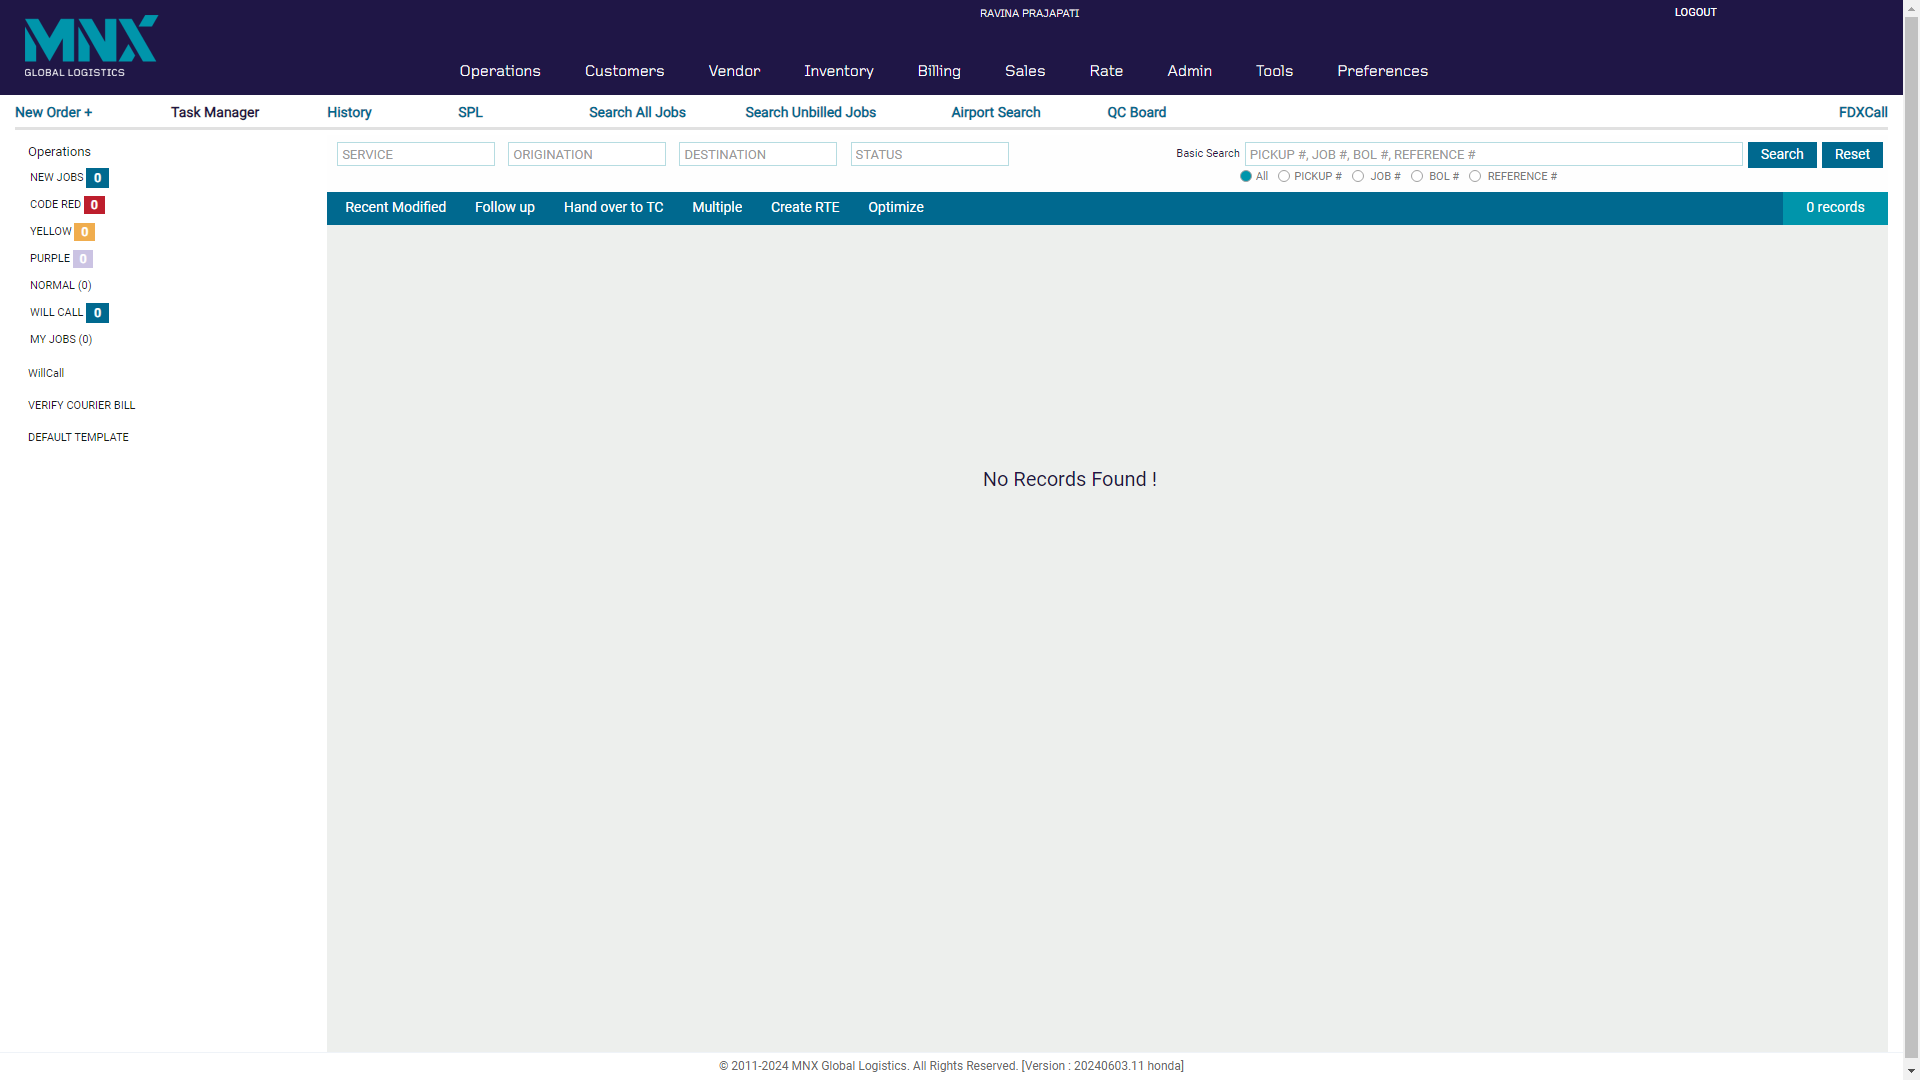 MNX
GLOBAL LOGISTICS
RAVINA PRAJAPATI
LOGOUT
Operations Customers Vendor Inventory Billing Sales Rate Admin Tools Preferences
New Order + Task Manager History SPL Search All Jobs Search Unbilled Jobs Airport Search QC Board FDXCall
Operations
NEW JOBS 0
CODE RED 0
YELLOW 0
PURPLE 0
NORMAL (0)
WILL CALL 0
MY JOBS (0)
WillCall
VERIFY COURIER BILL
DEFAULT TEMPLATE
SERVICE ORIGINATION DESTINATION STATUS Basic Search PICKUP #, JOB #, BOL #, REFERENCE # Search Reset
All PICKUP # JOB # BOL # REFERENCE #
Recent Modified Follow up Hand over to TC Multiple Create RTE Optimize 0 records
No Records Found !
© 2011-2024 MNX Global Logistics. All Rights Reserved. [Version : 20240603.11 honda]